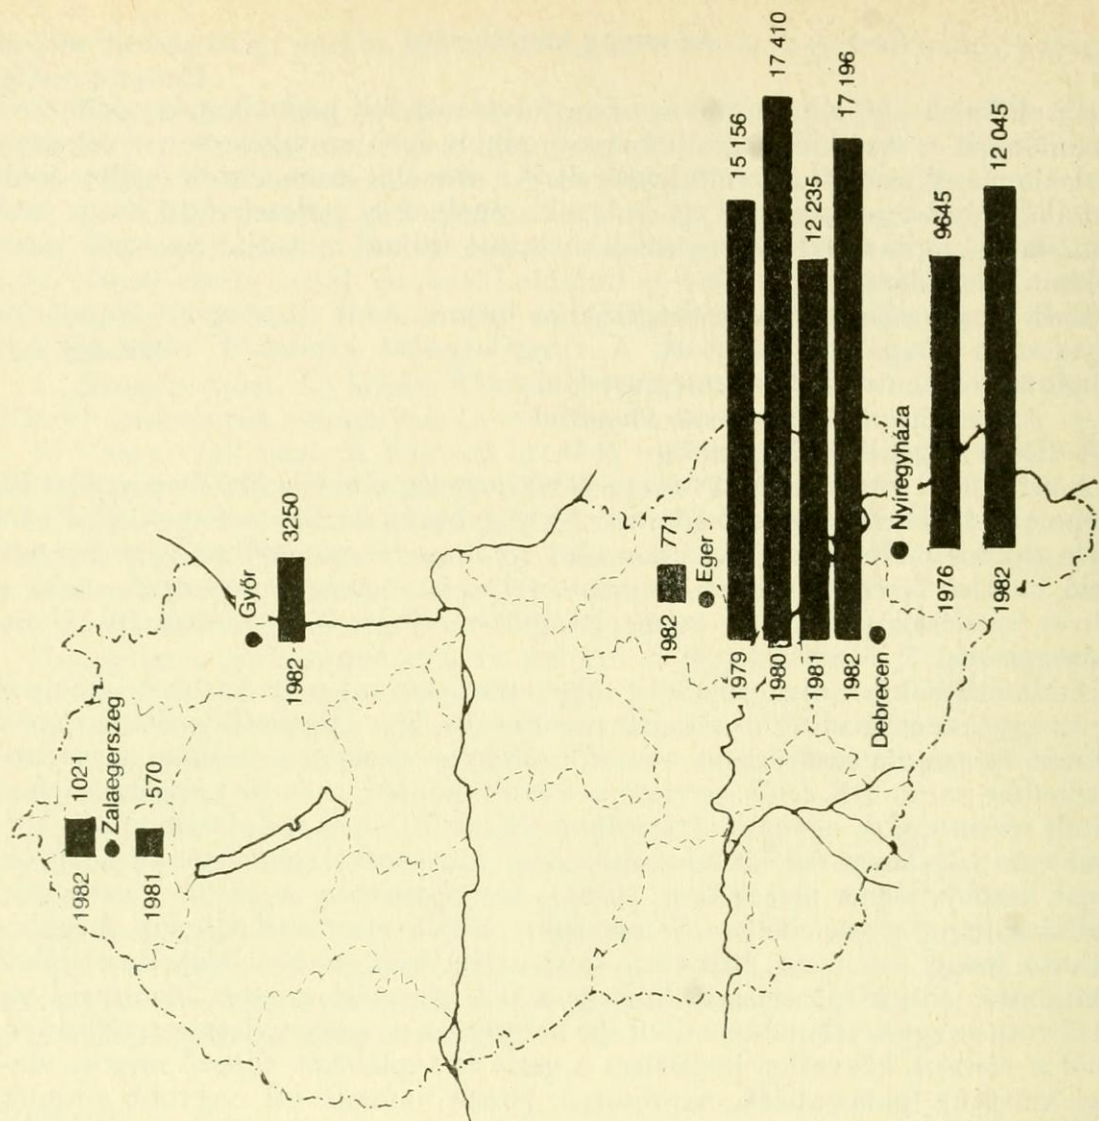 1982 1021
Zalaegerszeg
1981 570
Győr
1982 3250
1982 771
Eger
1979 15 156
1980 17 410
1981 12 235
1982 17 196
Debrecen
Nyíregyháza
1976 9645
1982 12 045